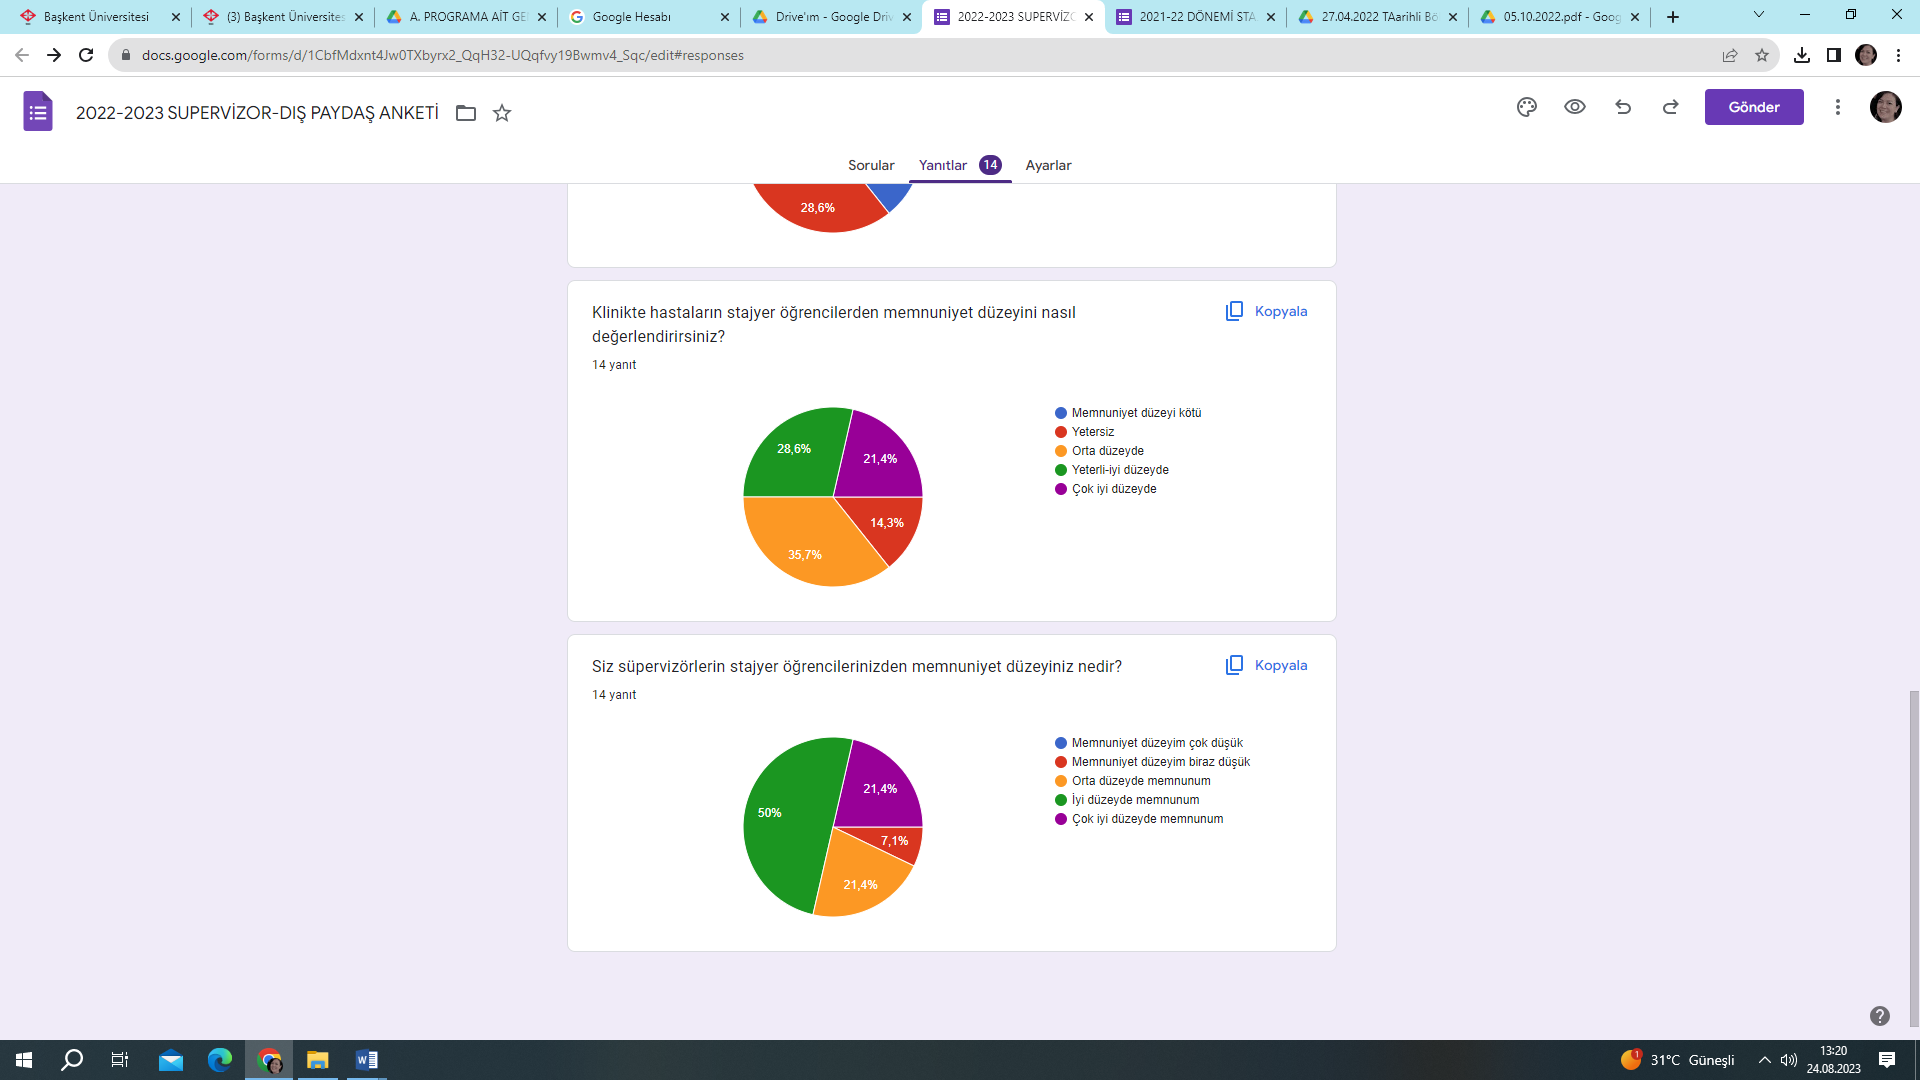 Başkent Üniversitesi
(3) Başkent Üniversites
A. PROGRAMA AİT GE
Google Hesabı
Drive'ım - Google Driv
2022-2023 SUPERVİZO
2021-22 DÖNEMİ STA
27.04.2022 TAarihli Bö
05.10.2022.pdf - Goog
docs.google.com/forms/d/1CbfMdxnt4Jw0TXbyrx2_QqH32-UQqfvy19Bwmv4_Sqc/edit#responses
2022-2023 SUPERVİZOR-DIŞ PAYDAŞ ANKETİ
Gönder
Sorular Yanıtlar 14 Ayarlar
28,6%
Klinikte hastaların stajyer öğrencilerden memnuniyet düzeyini nasıl
değerlendirirsiniz?
Kopyala
14 yanıt
28,6%
21,4%
14,3%
35,7%
Memnuniyet düzeyi kötü
Yetersiz
Orta düzeyde
Yeterli-iyi düzeyde
Çok iyi düzeyde
Siz süpervizörlerin stajyer öğrencilerinizden memnuniyet düzeyiniz nedir?
Kopyala
14 yanıt
21,4%
50%
7,1%
21,4%
Memnuniyet düzeyim çok düşük
Memnuniyet düzeyim biraz düşük
Orta düzeyde memnunum
İyi düzeyde memnunum
Çok iyi düzeyde memnunum
1
31°C Güneşli
13:20
24.08.2023